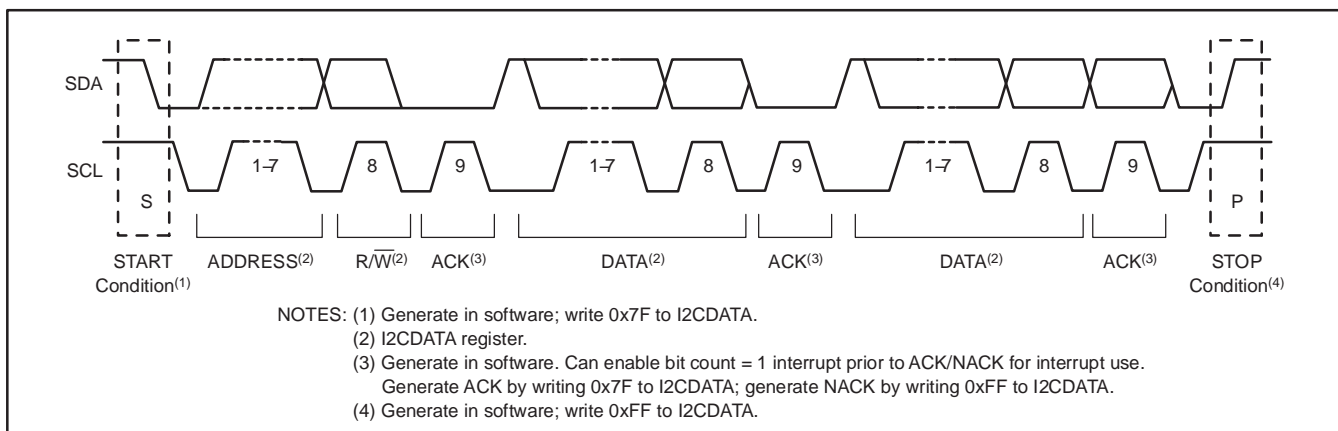 SDA
SCL
1–7 8 9 1–7 8 9 1–7 8 9
S P
START Condition(1) ADDRESS(2) R/W̅(2) ACK(3) DATA(2) ACK(3) DATA(2) ACK(3) STOP Condition(4)
NOTES: (1) Generate in software; write 0x7F to I2CDATA.
(2) I2CDATA register.
(3) Generate in software. Can enable bit count = 1 interrupt prior to ACK/NACK for interrupt use.
Generate ACK by writing 0x7F to I2CDATA; generate NACK by writing 0xFF to I2CDATA.
(4) Generate in software; write 0xFF to I2CDATA.